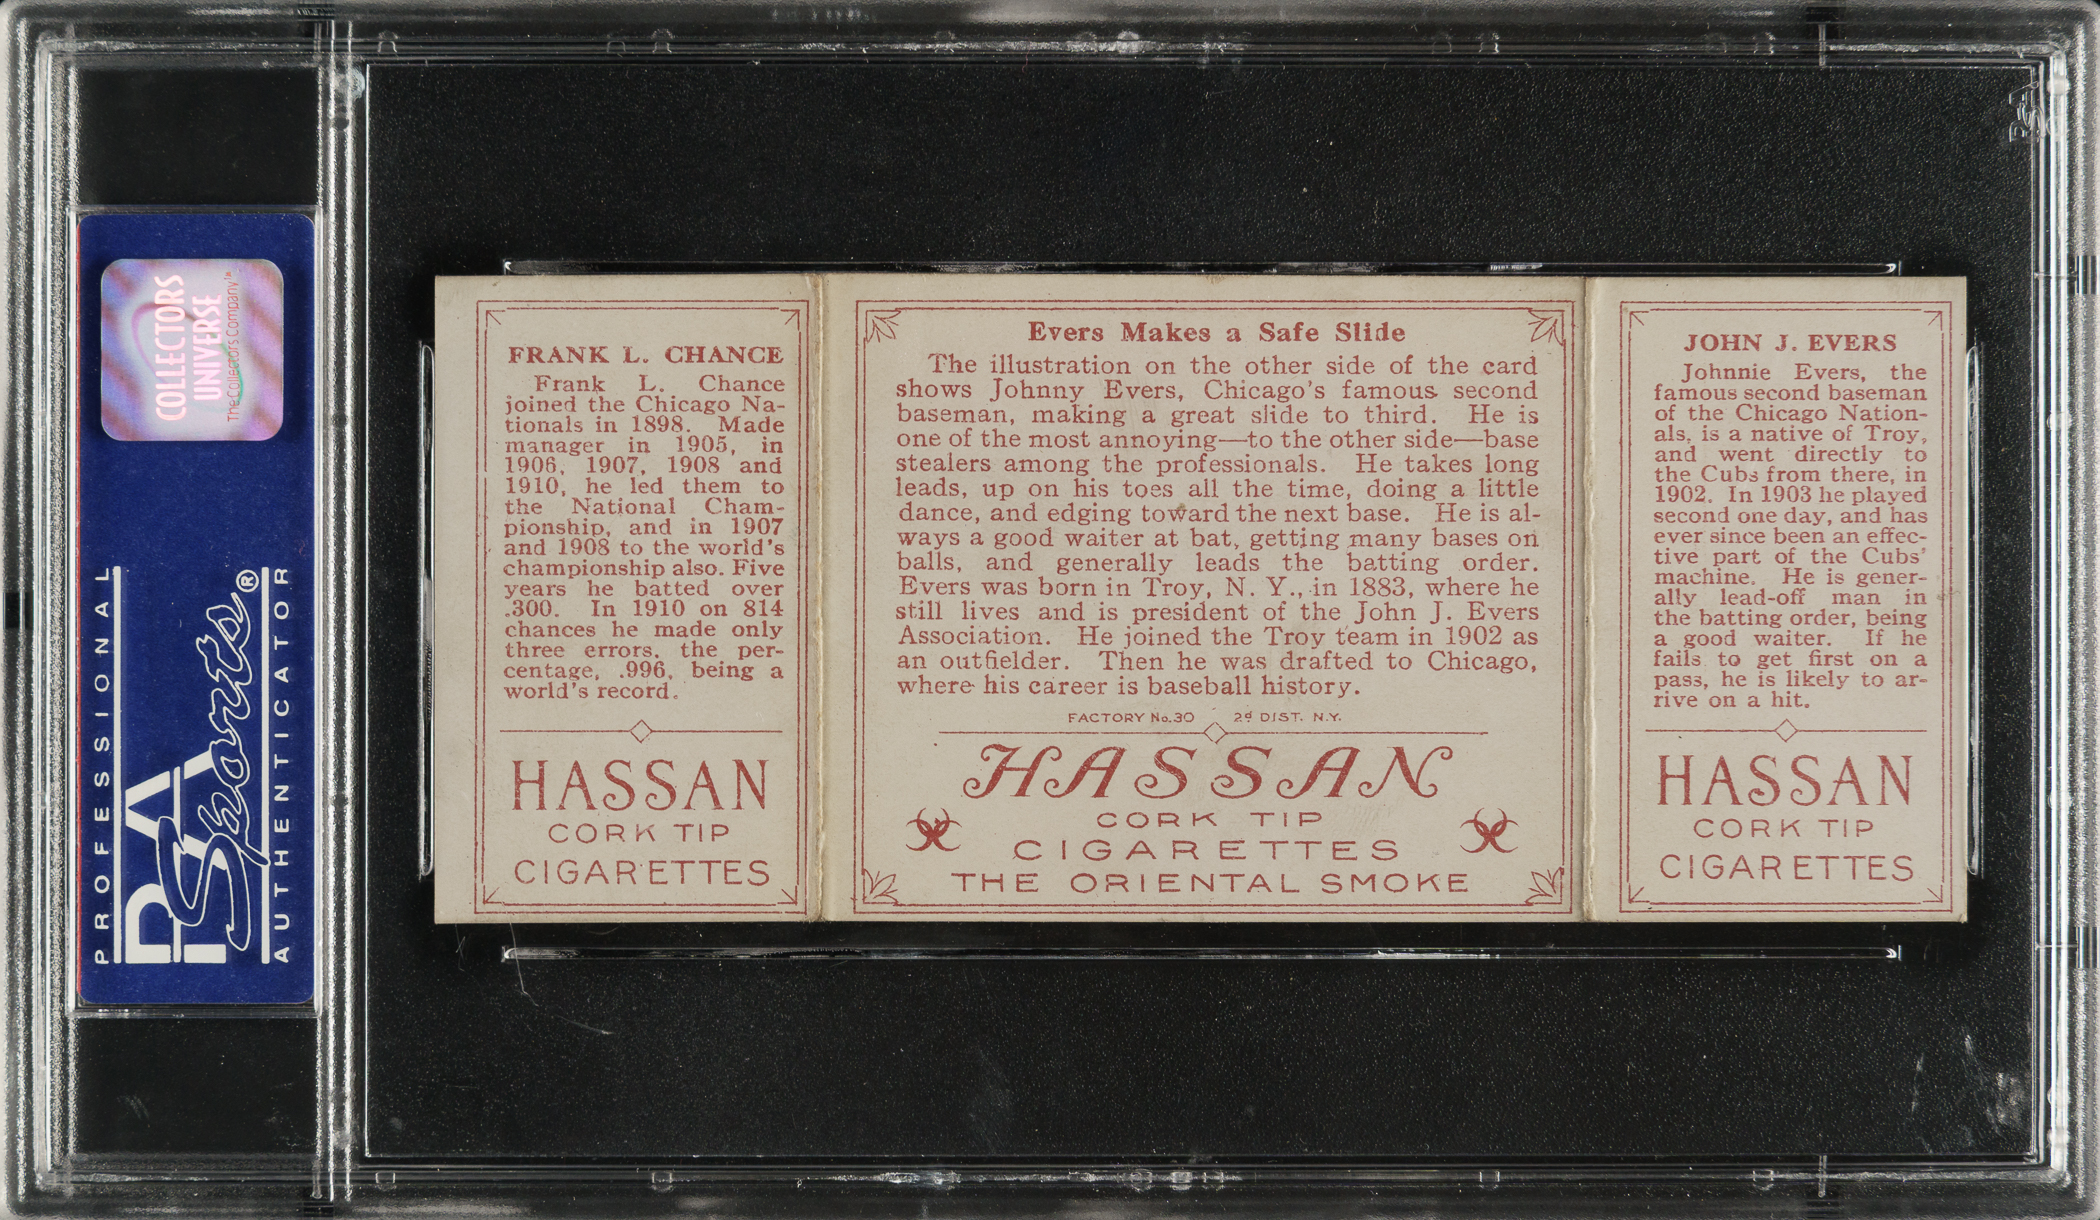 COLLECTORS
UNIVERSE
The Collectors Company™
PROFESSIONAL
PSA
Sports®
AUTHENTICATOR
FRANK L. CHANCE
Frank L. Chance
joined the Chicago Na-
tionals in 1898. Made
manager in 1905, in
1906, 1907, 1908 and
1910, he led them to
the National Cham-
pionship, and in 1907
and 1908 to the world's
championship also. Five
years he batted over
.300. In 1910 on 814
chances he made only
three errors, the per-
centage, .996, being a
world's record.
HASSAN
CORK TIP
CIGARETTES
Evers Makes a Safe Slide
The illustration on the other side of the card
shows Johnny Evers, Chicago's famous second
baseman, making a great slide to third. He is
one of the most annoying—to the other side—base
stealers among the professionals. He takes long
leads, up on his toes all the time, doing a little
dance, and edging toward the next base. He is al-
ways a good waiter at bat, getting many bases on
balls, and generally leads the batting order.
Evers was born in Troy, N. Y., in 1883, where he
still lives and is president of the John J. Evers
Association. He joined the Troy team in 1902 as
an outfielder. Then he was drafted to Chicago,
where his career is baseball history.
FACTORY No. 30 2d DIST. N.Y.
HASSAN
CORK TIP
CIGARETTES
THE ORIENTAL SMOKE
JOHN J. EVERS
Johnnie Evers, the
famous second baseman
of the Chicago Nation-
als, is a native of Troy,
and went directly to
the Cubs from there, in
1902. In 1903 he played
second one day, and has
ever since been an effec-
tive part of the Cubs'
machine. He is gener-
ally lead-off man in
the batting order, being
a good waiter. If he
fails to get first on a
pass, he is likely to ar-
rive on a hit.
HASSAN
CORK TIP
CIGARETTES
PSA